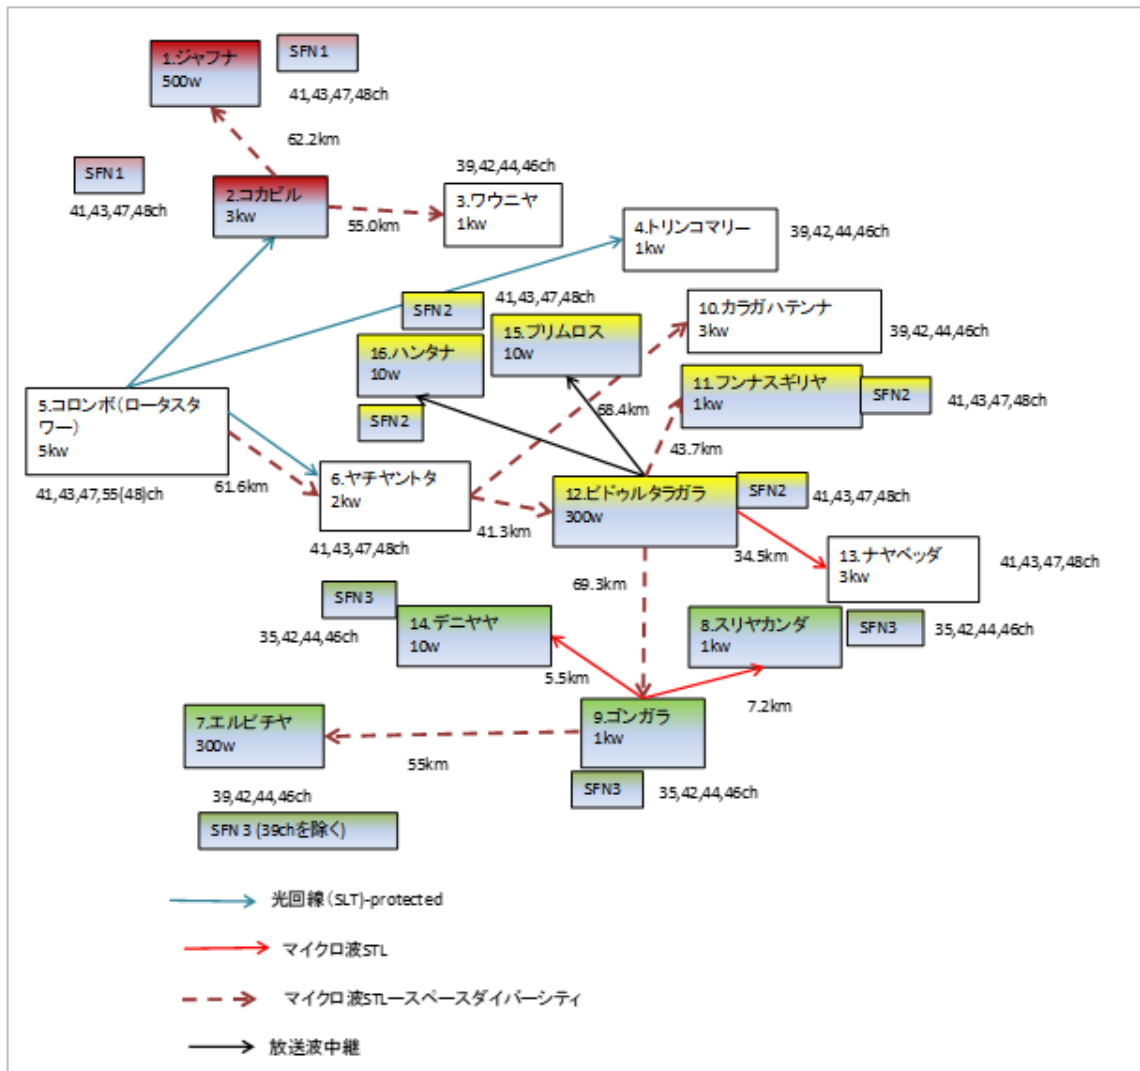 1.ジャフナ
500w
SFN1
41,43,47,48ch
62.2km
SFN1
41,43,47,48ch
2.コカビル
3kw
55.0km
39,42,44,46ch
3.ワウニヤ
1kw
4.トリンコマリー
1kw
39,42,44,46ch
SFN2
41,43,47,48ch
15.プリムロス
10w
16.ハンタナ
10w
SFN2
10.カラガハテンナ
3kw
39,42,44,46ch
68.4km
11.フンナスギリヤ
1kw
SFN2
41,43,47,48ch
43.7km
5.コロンボ(ロータスタ
ワー)
5kw
41,43,47,55(48)ch
61.6km
6.ヤチヤントタ
2kw
41,43,47,48ch
41.3km
12.ピドゥルタラガラ
300w
SFN2
41,43,47,48ch
34.5km
13.ナヤベッダ
3kw
41,43,47,48ch
69.3km
SFN3
35,42,44,46ch
14.デニヤヤ
10w
5.5km
8.スリヤカンダ
1kw
SFN3
35,42,44,46ch
7.2km
7.エルピチヤ
300w
39,42,44,46ch
SFN 3 (39chを除く)
55km
9.ゴンガラ
1kw
SFN3
35,42,44,46ch
光回線(SLT)-protected
マイクロ波STL
マイクロ波STLースペースダイバーシティ
放送波中継